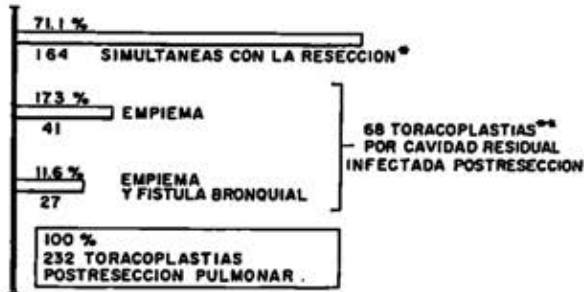 71.1 %
164 SIMULTANEAS CON LA RESECCION*
17.3 %
41 EMPIEMA
11.6 %
27 EMPIEMA
Y FISTULA BRONQUIAL
68 TORACOPLASTIAS**
POR CAVIDAD RESIDUAL
INFECTADA POSTRESECCION
100 %
232 TORACOPLASTIAS
POSTRESECCION PULMONAR.